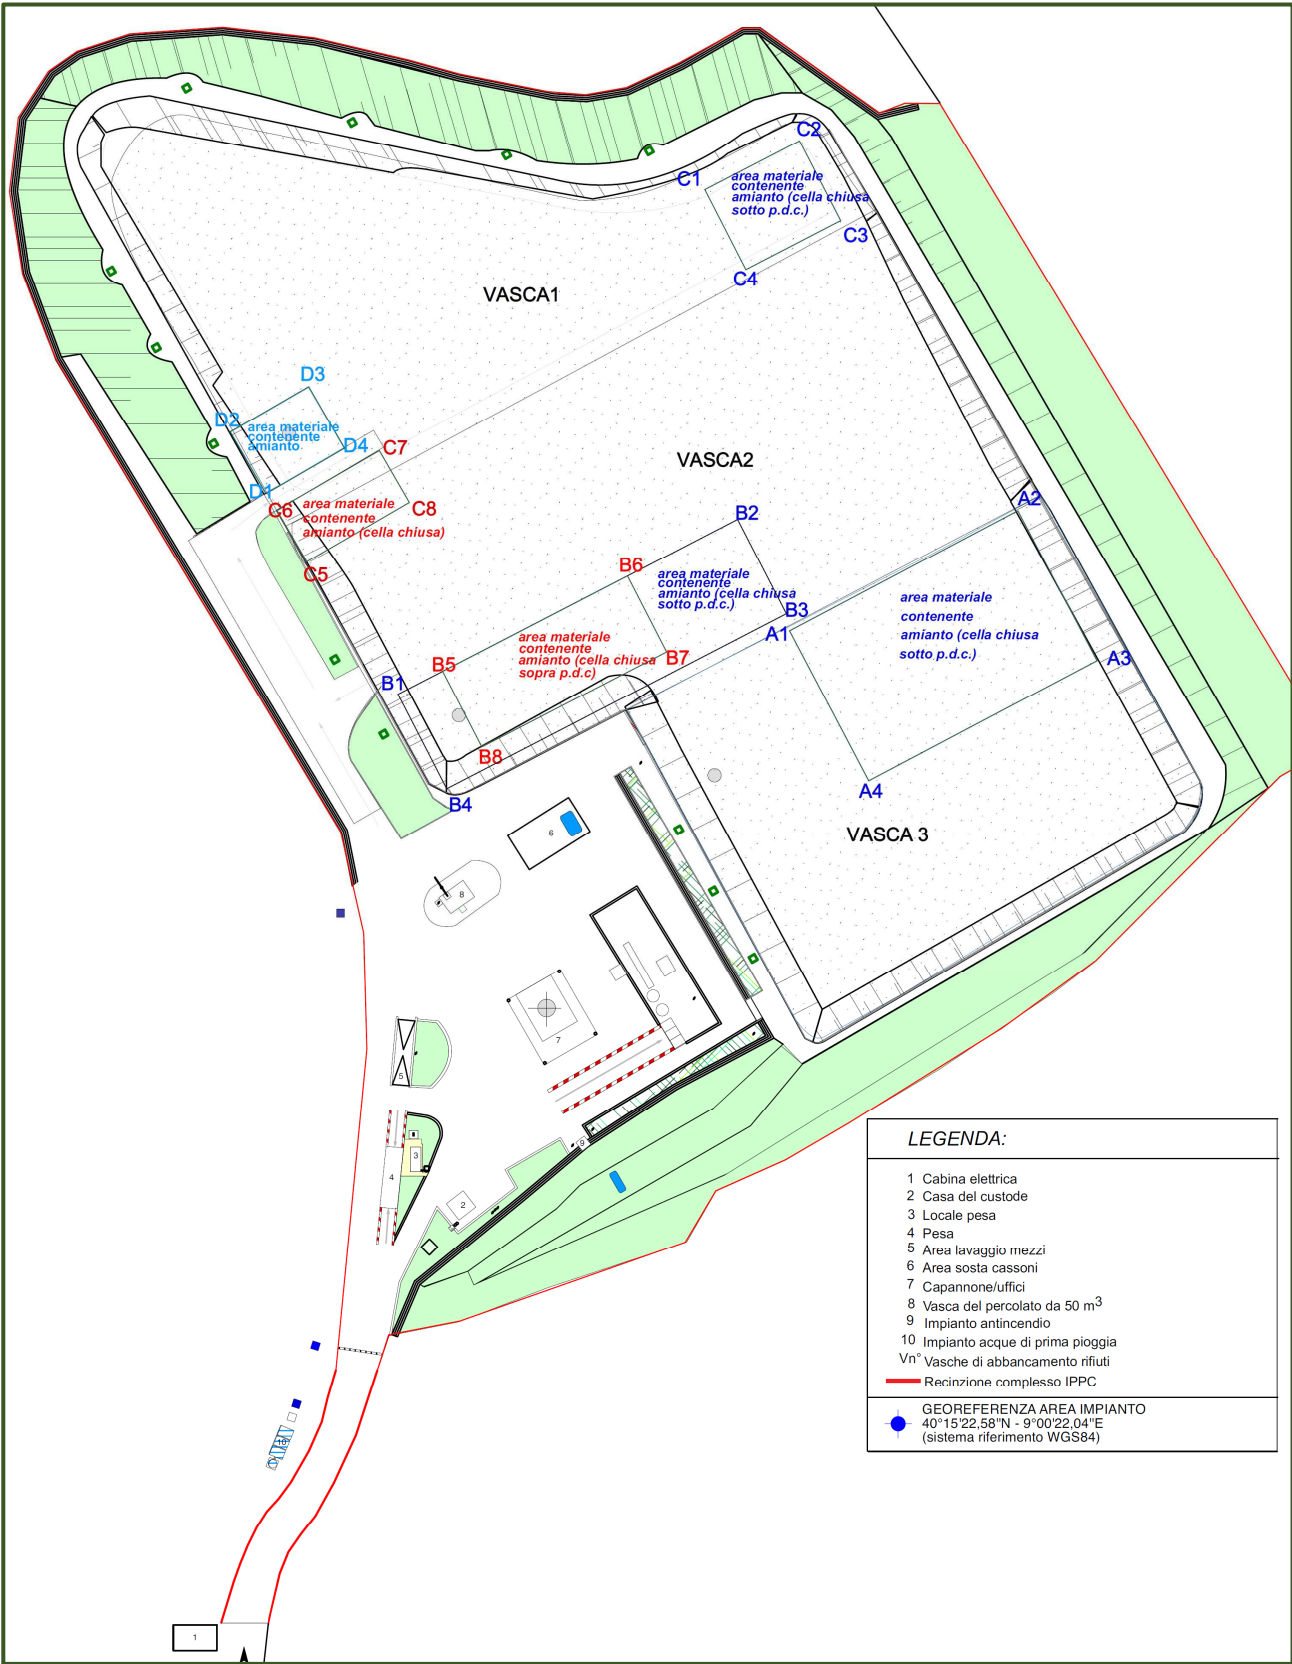 C2
C1
area materiale
contenente
amianto (cella chiusa
sotto p.d.c.)
C3
C4
VASCA1
D3
D2
area materiale
contenente
amianto
D4
C7
D1
C6
area materiale
contenente
amianto (cella chiusa)
C8
C5
VASCA2
A2
B2
B6
area materiale
contenente
amianto (cella chiusa
sotto p.d.c.)
B3
A1
area materiale
contenente
amianto (cella chiusa
sotto p.d.c.)
A3
area materiale
contenente
amianto (cella chiusa
sopra p.d.c)
B7
B5
B1
B8
B4
A4
VASCA 3
6
8
7
5
9
3
4
2
10
1
LEGENDA:
1 Cabina elettrica
2 Casa del custode
3 Locale pesa
4 Pesa
5 Area lavaggio mezzi
6 Area sosta cassoni
7 Capannone/uffici
8 Vasca del percolato da 50 m3
9 Impianto antincendio
10 Impianto acque di prima pioggia
Vn° Vasche di abbancamento rifiuti
Recinzione complesso IPPC
GEOREFERENZA AREA IMPIANTO
40°15'22,58"N - 9°00'22,04"E
(sistema riferimento WGS84)